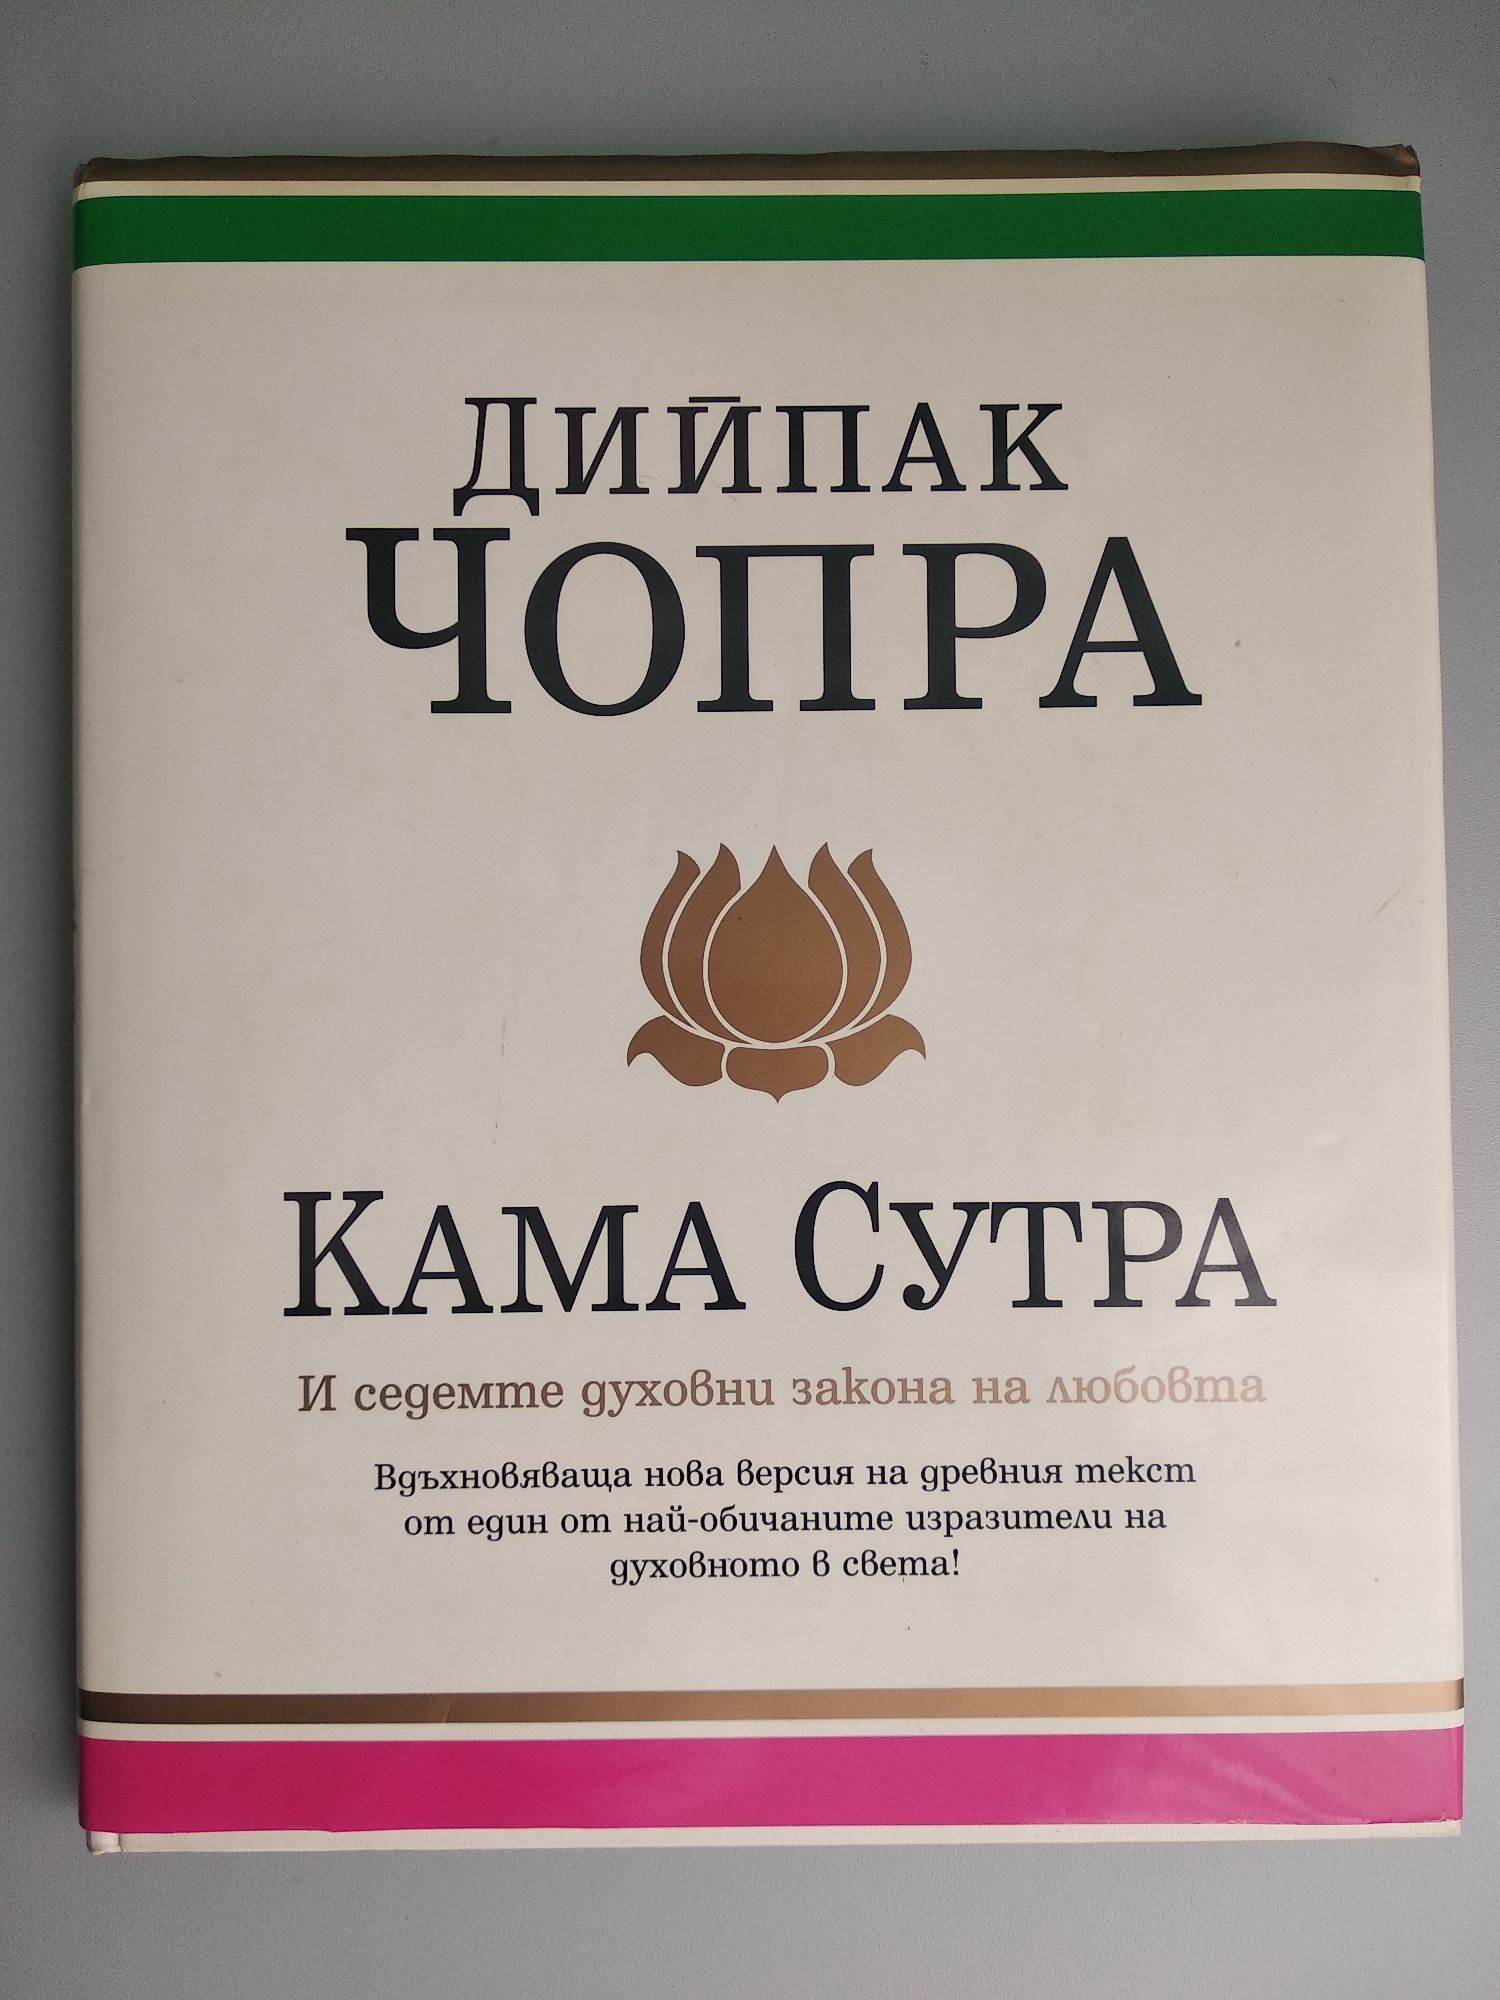 ДИЙПАК
ЧОПРА
КАМА СУТРА
И седемте духовни закона на любовта
Вдъхновяваща нова версия на древния текст
от един от най-обичаните изразители на
духовното в света!